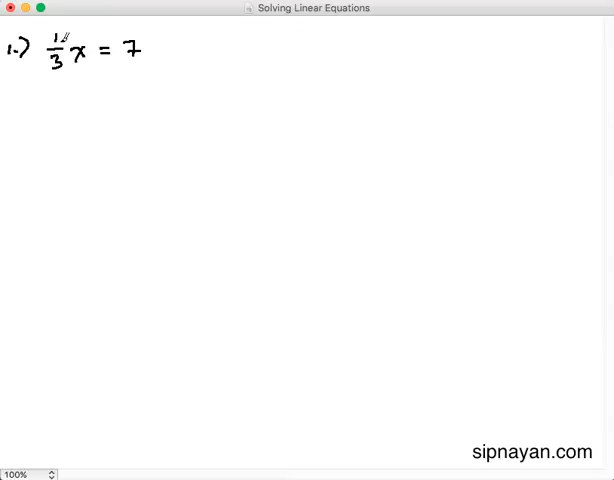 Solving Linear Equations
1.) 1/3 x = 7
sipnayan.com
100%